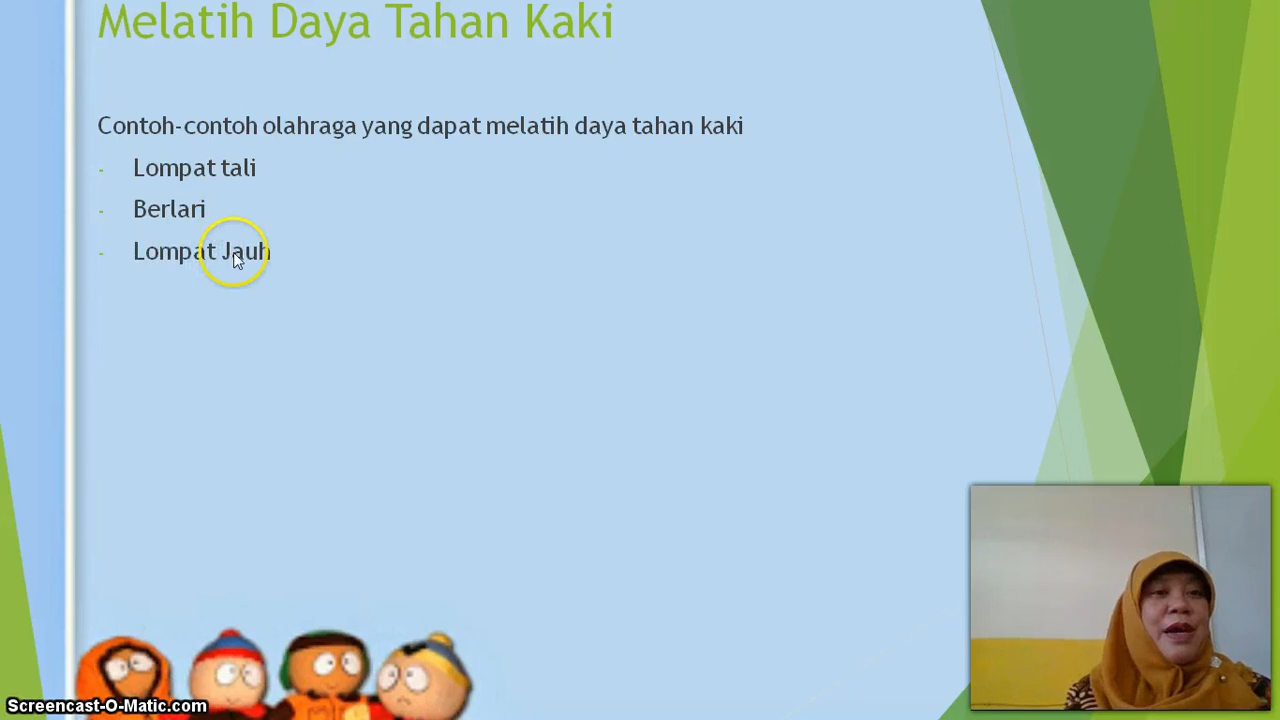 Melatih Daya Tahan Kaki
Contoh-contoh olahraga yang dapat melatih daya tahan kaki
- Lompat tali
- Berlari
- Lompat Jauh
Screencast-O-Matic.com